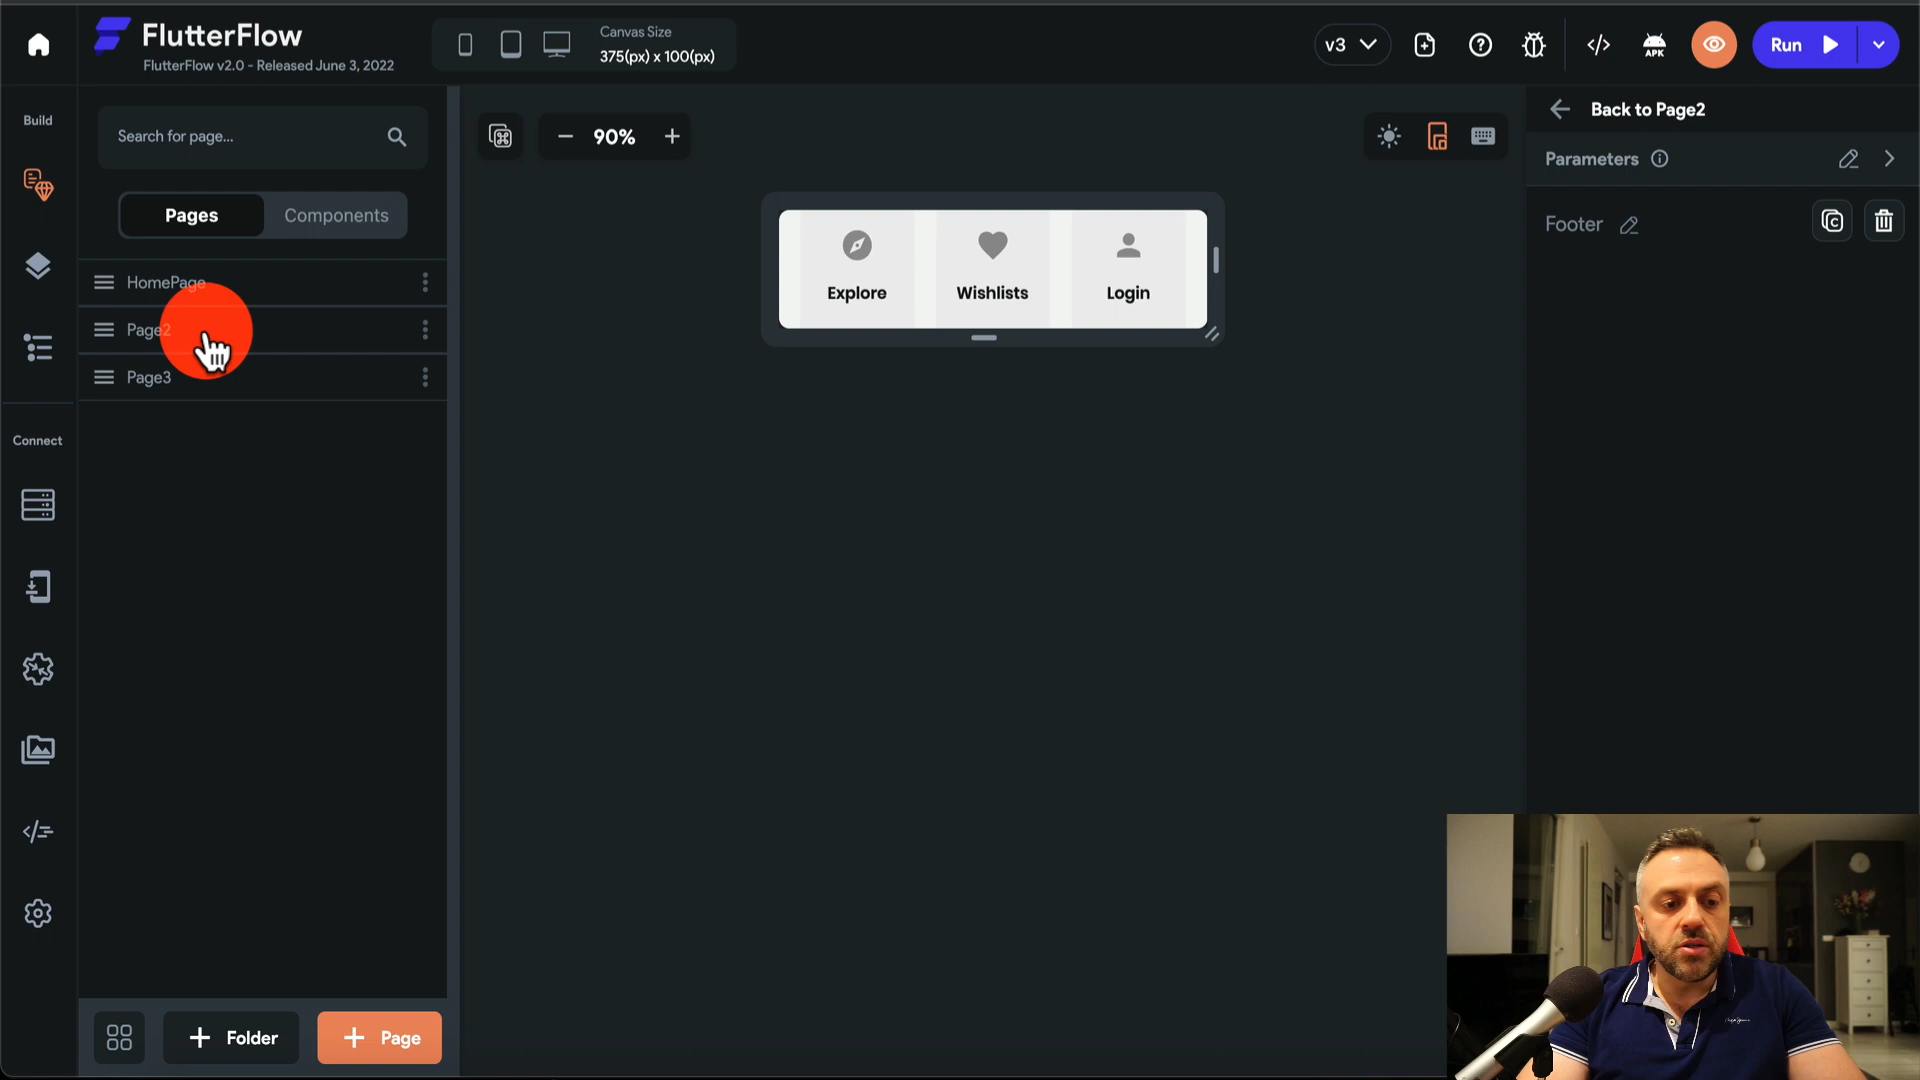 FlutterFlow
FlutterFlow v2.0 - Released June 3, 2022
Canvas Size
375(px) x 100(px)
v3
APK
Run
Build
Search for page...
90%
Back to Page2
Pages
Components
Parameters
Footer
HomePage
Page2
Page3
Explore
Wishlists
Login
Connect
Folder
Page